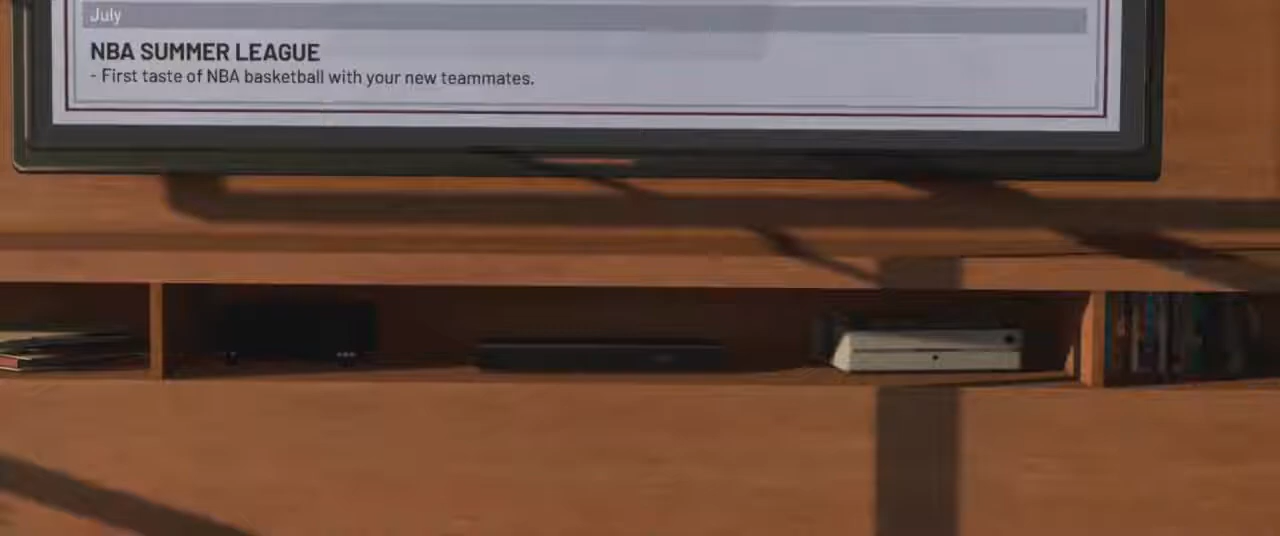 July
NBA SUMMER LEAGUE
- First taste of NBA basketball with your new teammates.